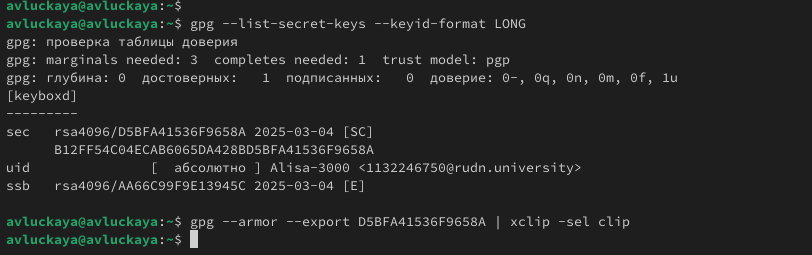 avluckaya@avluckaya:~$
avluckaya@avluckaya:~$ gpg --list-secret-keys --keyid-format LONG
gpg: проверка таблицы доверия
gpg: marginals needed: 3  completes needed: 1  trust model: pgp
gpg: глубина: 0  достоверных:   1  подписанных:   0  доверие: 0-, 0q, 0n, 0m, 0f, 1u
[keyboxd]
---------
sec   rsa4096/D5BFA41536F9658A 2025-03-04 [SC]
      B12FF54C04ECAB6065DA428BD5BFA41536F9658A
uid               [  абсолютно ] Alisa-3000 <1132246750@rudn.university>
ssb   rsa4096/AA66C99F9E13945C 2025-03-04 [E]
avluckaya@avluckaya:~$ gpg --armor --export D5BFA41536F9658A | xclip -sel clip
avluckaya@avluckaya:~$